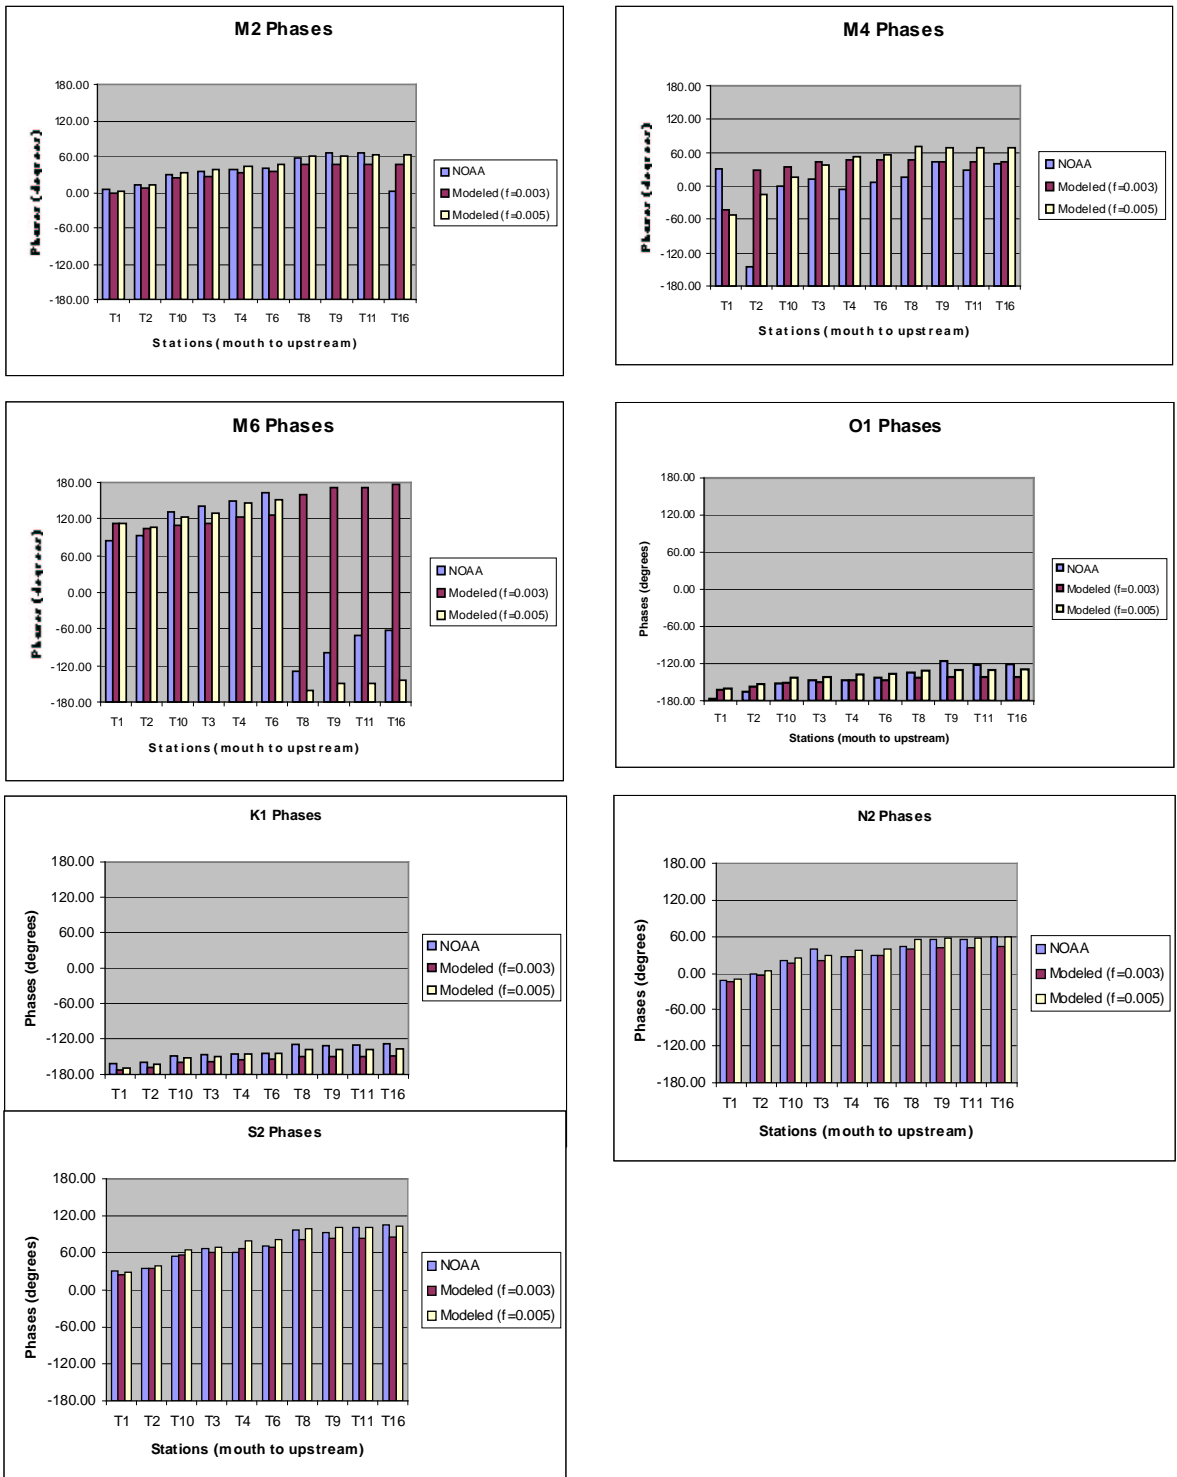 M2 Phases
180.00
120.00
60.00
0.00
-60.00
-120.00
-180.00
Phases (degrees)
T1 T2 T10 T3 T4 T6 T8 T9 T11 T16
Stations (mouth to upstream)
NOAA
Modeled (f=0.003)
Modeled (f=0.005)
M4 Phases
180.00
120.00
60.00
0.00
-60.00
-120.00
-180.00
Phases (degrees)
T1 T2 T10 T3 T4 T6 T8 T9 T11 T16
Stations (mouth to upstream)
NOAA
Modeled (f=0.003)
Modeled (f=0.005)
M6 Phases
180.00
120.00
60.00
0.00
-60.00
-120.00
-180.00
Phases (degrees)
T1 T2 T10 T3 T4 T6 T8 T9 T11 T16
Stations (mouth to upstream)
NOAA
Modeled (f=0.003)
Modeled (f=0.005)
O1 Phases
180.00
120.00
60.00
0.00
-60.00
-120.00
-180.00
Phases (degrees)
T1 T2 T10 T3 T4 T6 T8 T9 T11 T16
Stations (mouth to upstream)
NOAA
Modeled (f=0.003)
Modeled (f=0.005)
K1 Phases
180.00
120.00
60.00
0.00
-60.00
-120.00
-180.00
Phases (degrees)
T1 T2 T10 T3 T4 T6 T8 T9 T11 T16
NOAA
Modeled (f=0.003)
Modeled (f=0.005)
N2 Phases
180.00
120.00
60.00
0.00
-60.00
-120.00
-180.00
Phases (degrees)
T1 T2 T10 T3 T4 T6 T8 T9 T11 T16
Stations (mouth to upstream)
NOAA
Modeled (f=0.003)
Modeled (f=0.005)
S2 Phases
180.00
120.00
60.00
0.00
-60.00
-120.00
-180.00
Phases (degrees)
T1 T2 T10 T3 T4 T6 T8 T9 T11 T16
Stations (mouth to upstream)
NOAA
Modeled (f=0.003)
Modeled (f=0.005)